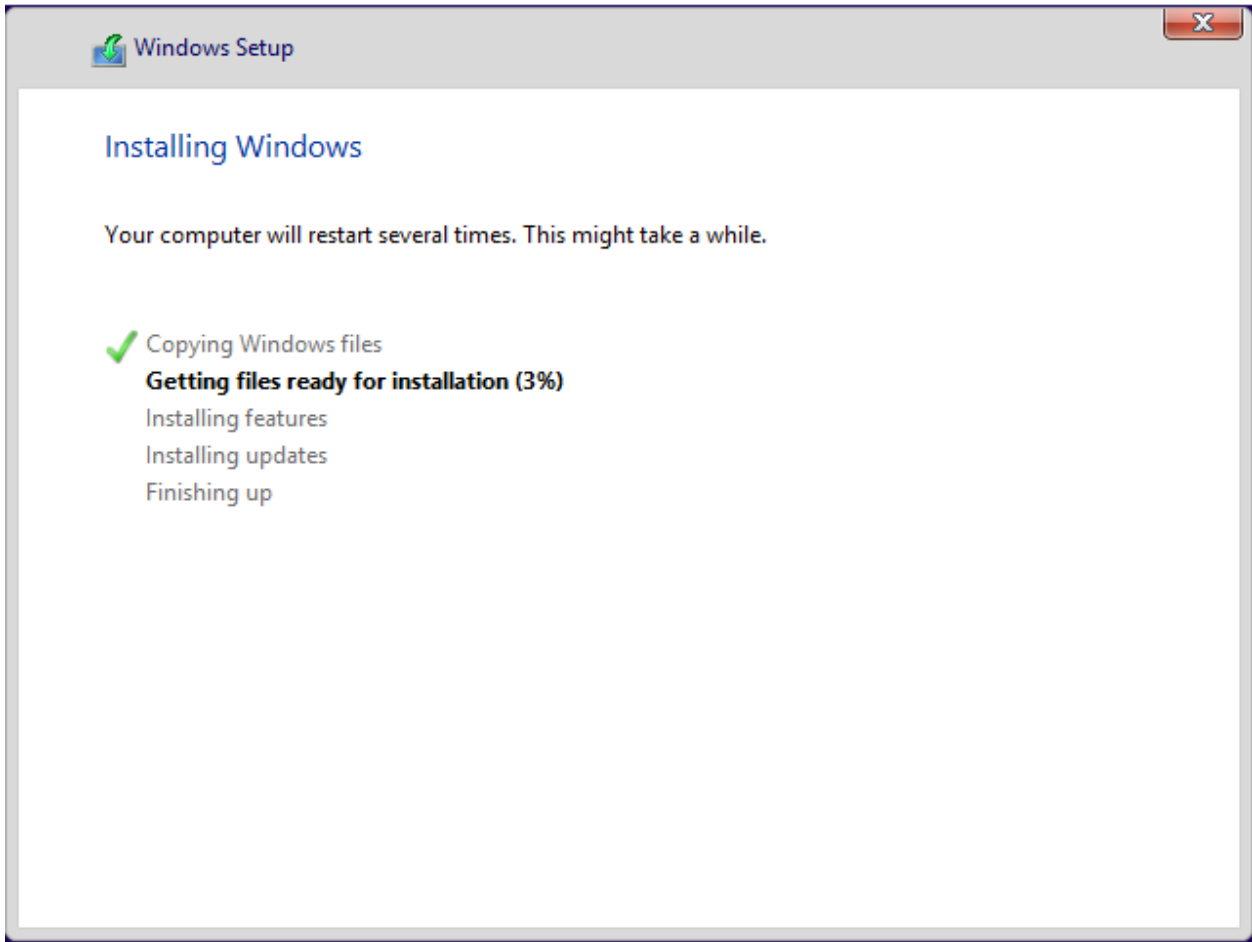 Windows Setup
Installing Windows
Your computer will restart several times. This might take a while.
Copying Windows files
Getting files ready for installation (3%)
Installing features
Installing updates
Finishing up